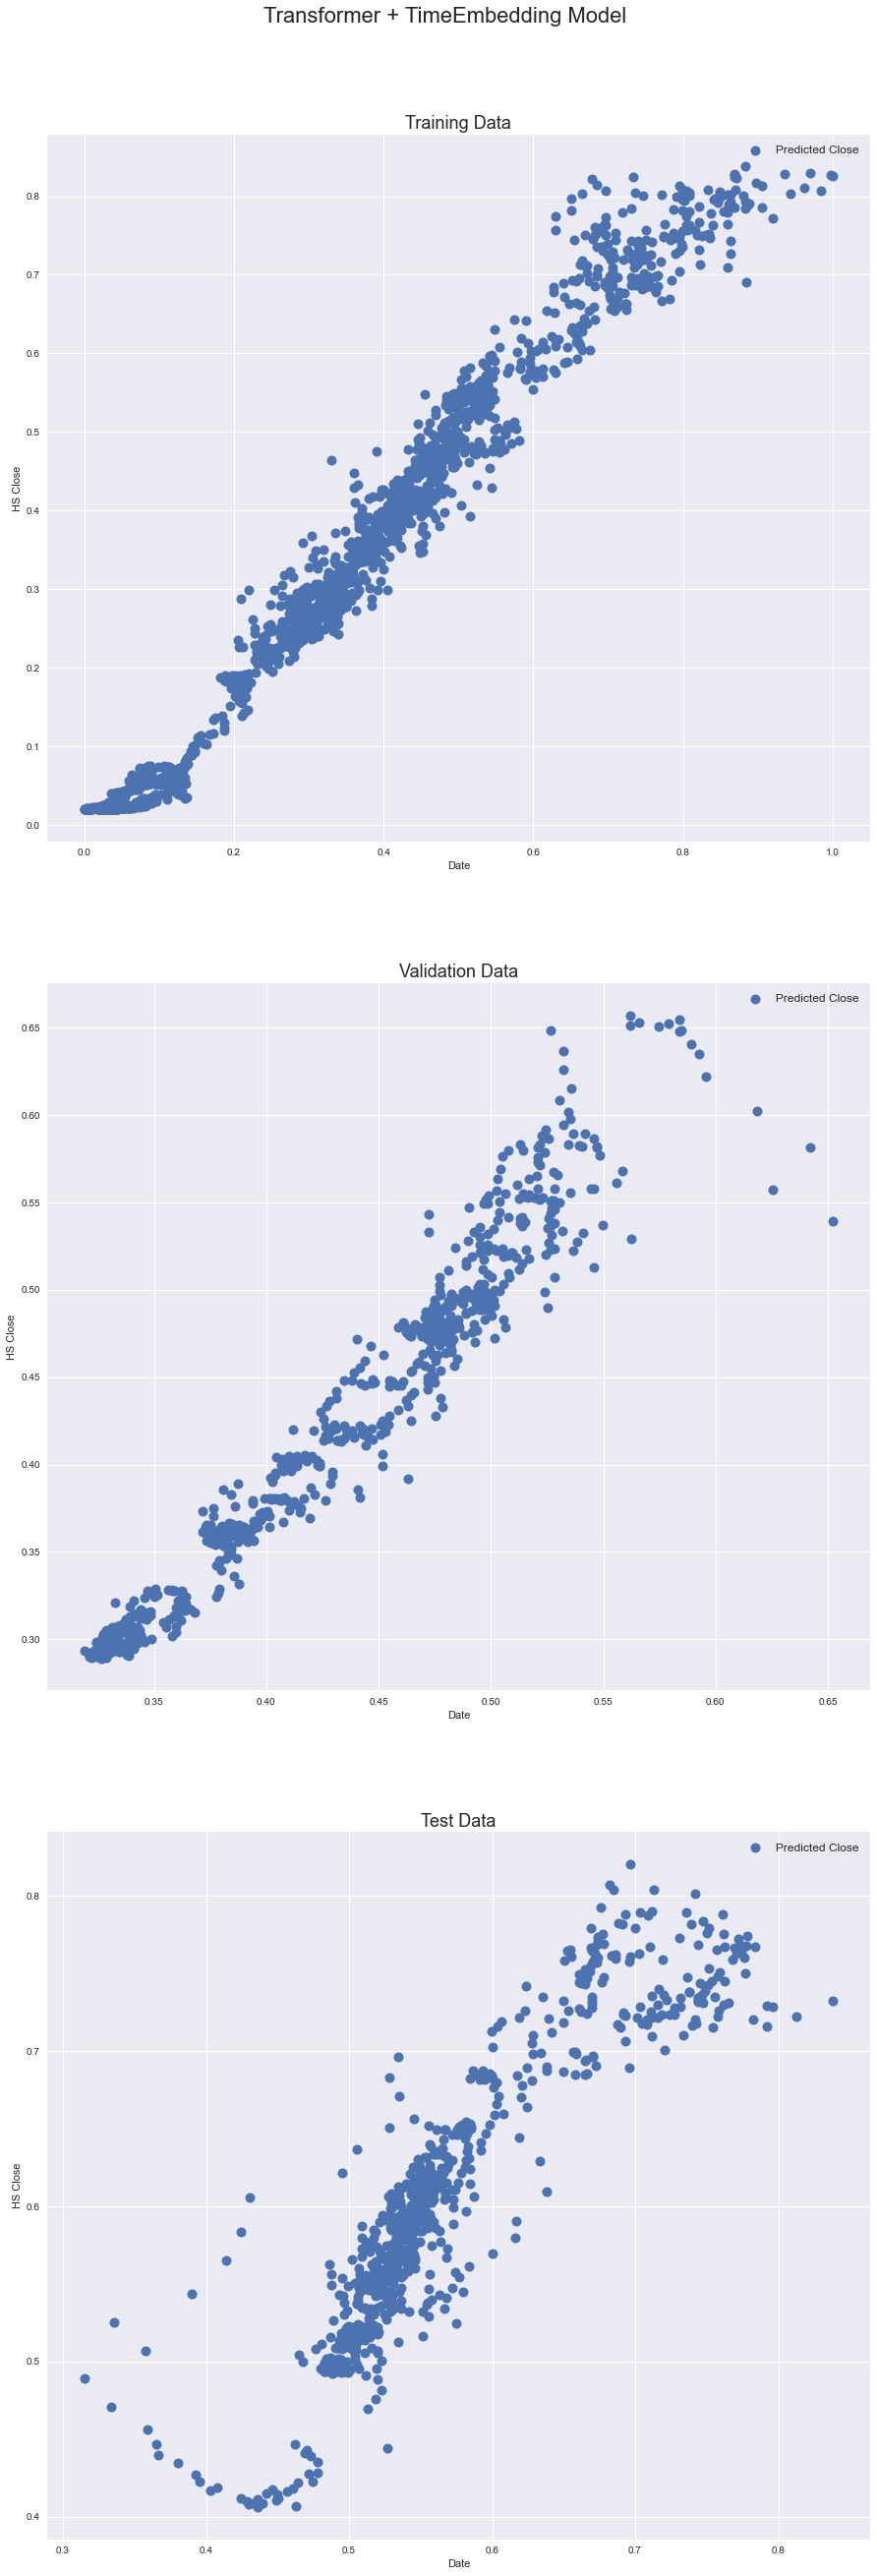 Transformer + TimeEmbedding Model
Training Data
Predicted Close
HS Close
0.8
0.7
0.6
0.5
0.4
0.3
0.2
0.1
0.0
0.0 0.2 0.4 0.6 0.8 1.0
Date
Validation Data
Predicted Close
HS Close
0.65
0.60
0.55
0.50
0.45
0.40
0.35
0.30
0.35 0.40 0.45 0.50 0.55 0.60 0.65
Date
Test Data
Predicted Close
HS Close
0.8
0.7
0.6
0.5
0.4
0.3 0.4 0.5 0.6 0.7 0.8
Date